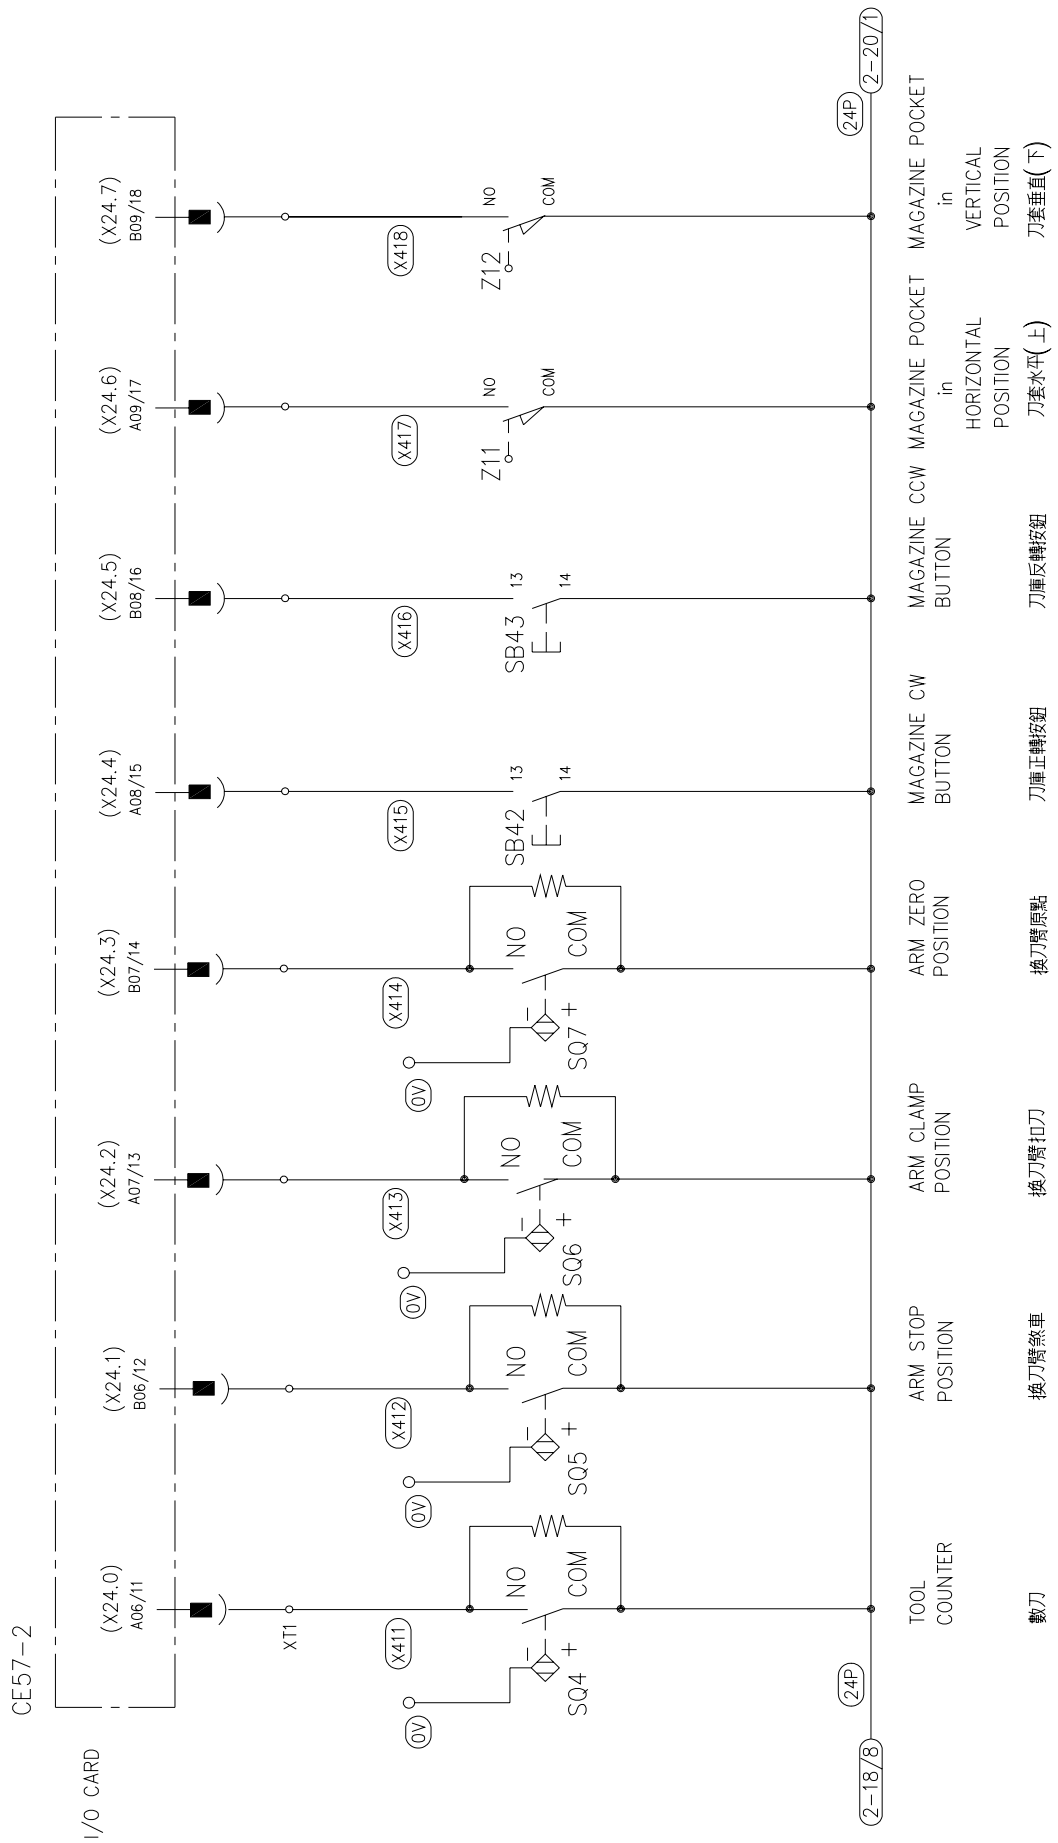 CE57-2
I/O CARD
(X24.0)
A06/11
(X24.1)
B06/12
(X24.2)
A07/13
(X24.3)
B07/14
(X24.4)
A08/15
(X24.5)
B08/16
(X24.6)
A09/17
(X24.7)
B09/18
XT1
X411
X412
X413
X414
X415
X416
X417
X418
0V
0V
0V
0V
SQ4
-
+
NO
COM
SQ5
-
+
NO
COM
SQ6
-
+
NO
COM
SQ7
-
+
NO
COM
SB42
13
14
SB43
13
14
Z11
NO
COM
Z12
NO
COM
2-18/8
24P
24P
2-20/1
TOOL
COUNTER
數刀
ARM STOP
POSITION
換刀臂煞車
ARM CLAMP
POSITION
換刀臂扣刀
ARM ZERO
POSITION
換刀臂原點
MAGAZINE CW
BUTTON
刀庫正轉按鈕
MAGAZINE CCW
BUTTON
刀庫反轉按鈕
MAGAZINE POCKET
in
HORIZONTAL
POSITION
刀套水平(上)
MAGAZINE POCKET
in
VERTICAL
POSITION
刀套垂直(下)